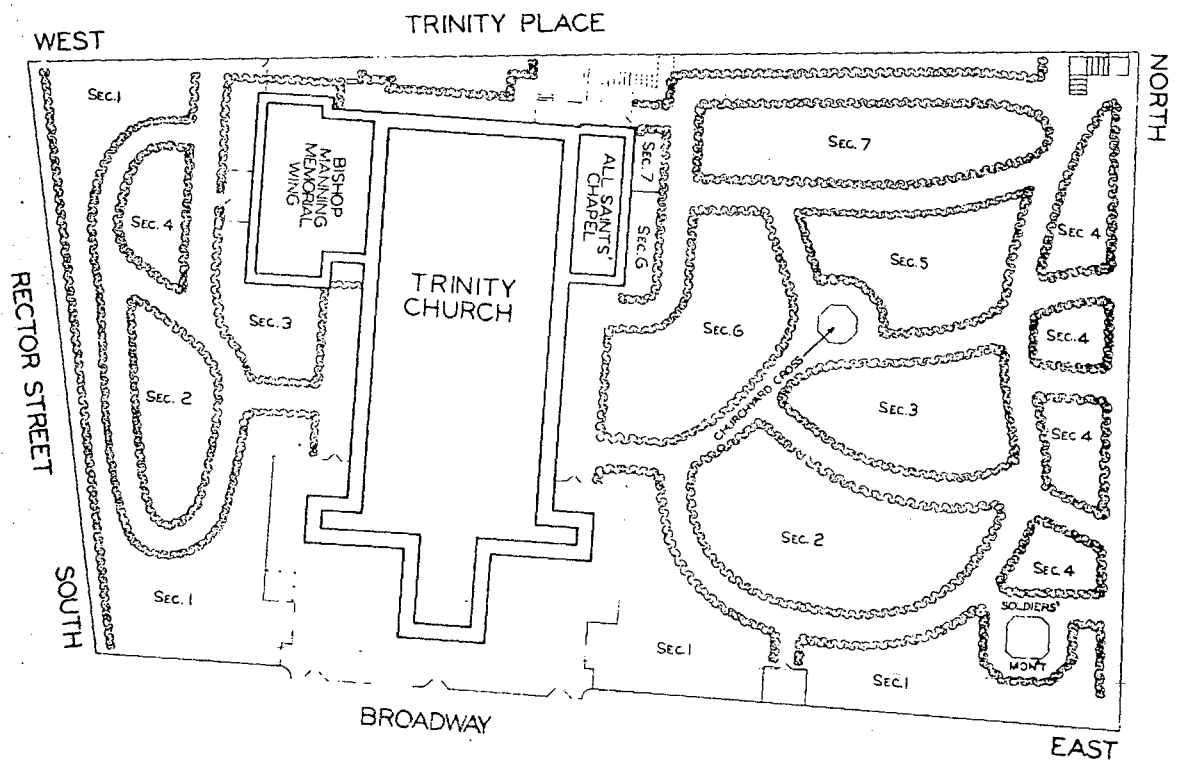 TRINITY PLACE
WEST
NORTH
SEC.1
SEC. 7
BISHOP
MANNING
MEMORIAL
WING
ALL SAINTS'
CHAPEL
SEC 7
SEC. 4
SEC. 4
SEC. 6
SEC. 5
TRINITY
CHURCH
RECTOR STREET
SEC. 3
SEC. 6
SEC. 4
CHURCHYARD CROSS
SEC. 2
SEC. 3
SEC 4
SEC. 2
SEC. 4
SOUTH
SEC. 1
SOLDIERS'
MON'T
SEC.1
SEC.1
BROADWAY
EAST